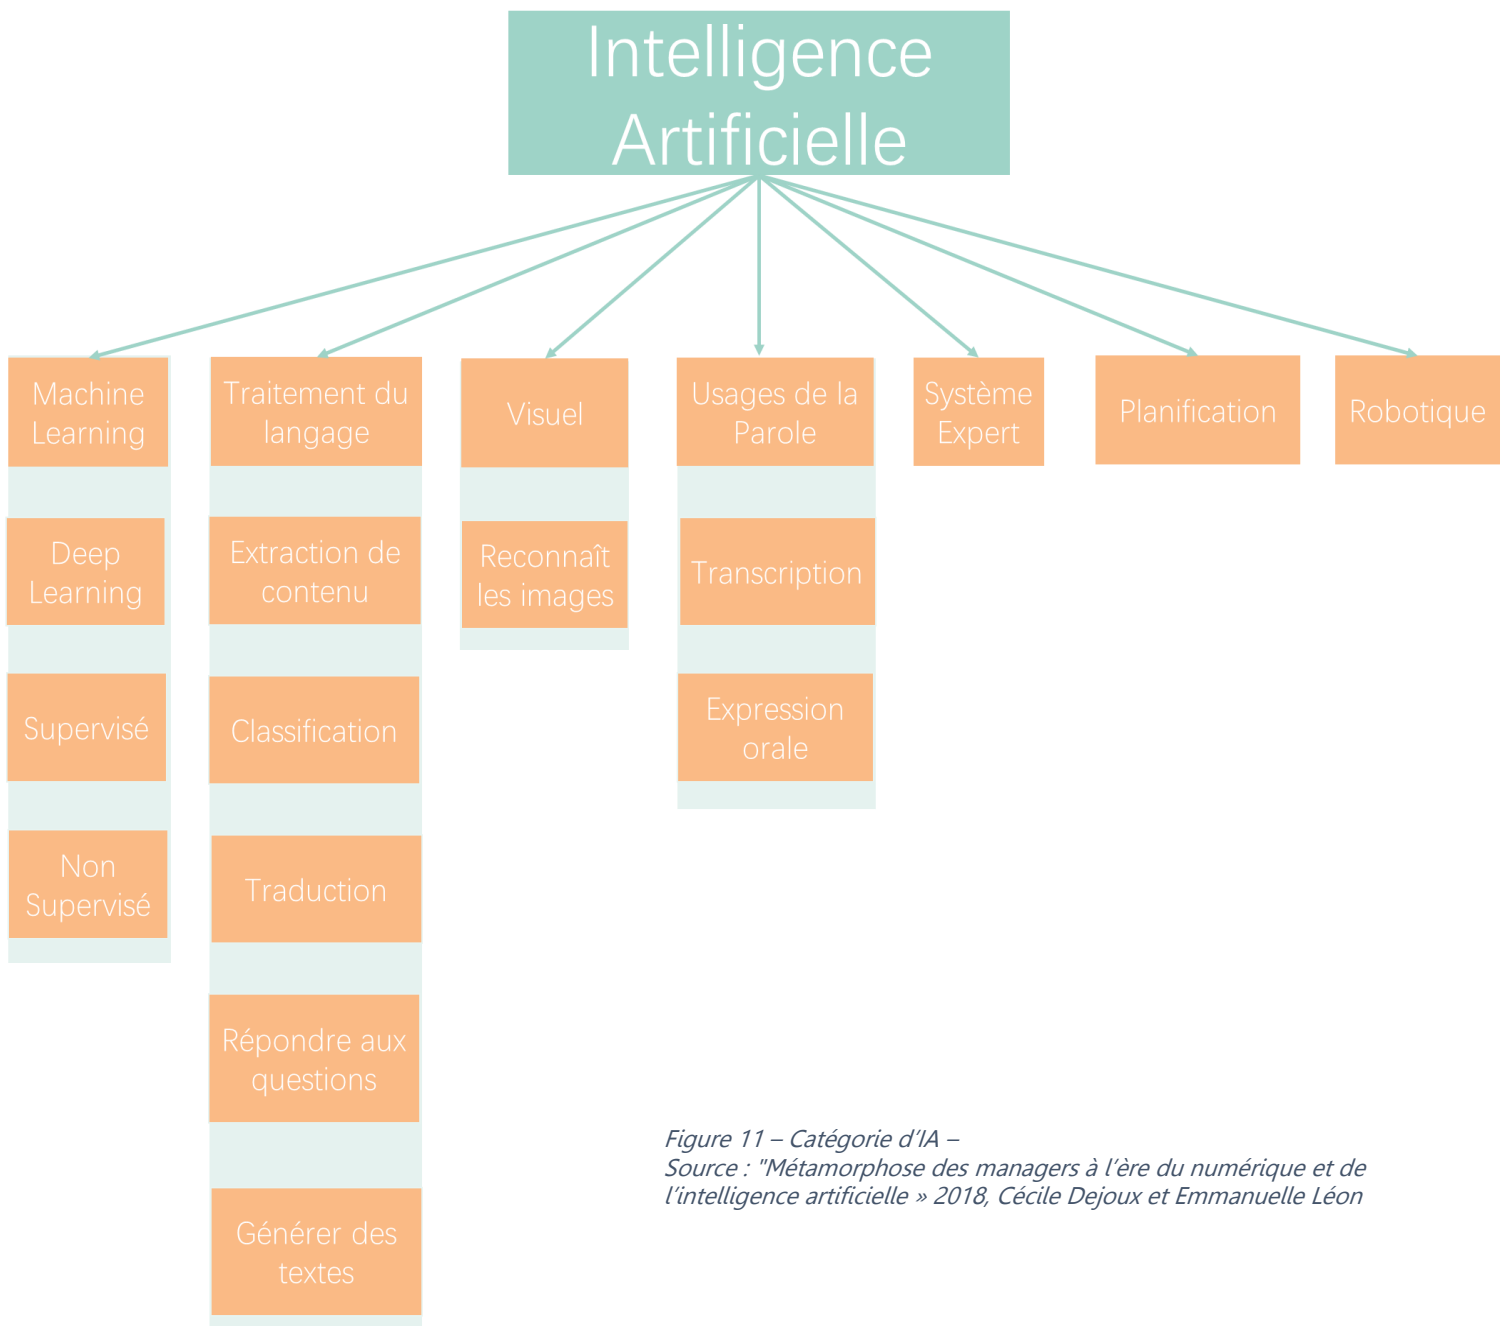 Intelligence
Artificielle
Machine
Learning
Deep
Learning
Supervisé
Non
Supervisé
Traitement du
langage
Extraction de
contenu
Classification
Traduction
Répondre aux
questions
Générer des
textes
Visuel
Reconnaît
les images
Usages de la
Parole
Transcription
Expression
orale
Système
Expert
Planification
Robotique
Figure 11 – Catégorie d’IA –
Source : "Métamorphose des managers à l’ère du numérique et de
l’intelligence artificielle » 2018, Cécile Dejoux et Emmanuelle Léon